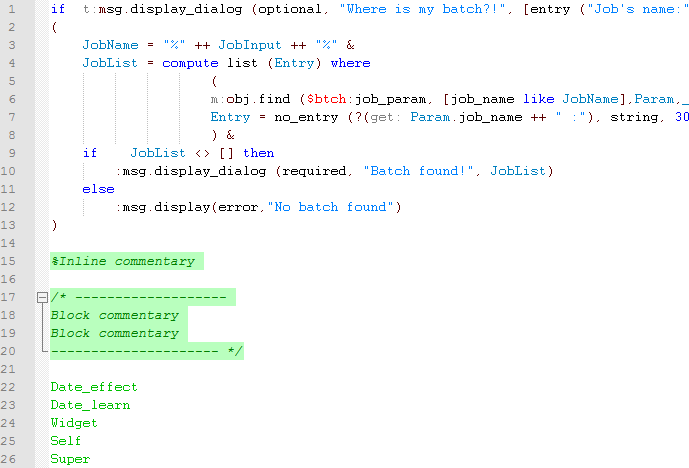 1 if t:msg.display_dialog (optional, "Where is my batch?!", [entry ("Job's name:"
2 (
3 JobName = "%" ++ JobInput ++ "%" &
4 JobList = compute list (Entry) where
5 (
6 m:obj.find ($btch:job_param, [job_name like JobName],Param,_
7 Entry = no_entry (?(get: Param.job_name ++ " :"), string, 30
8 ) &
9 if JobList <> [] then
10 :msg.display_dialog (required, "Batch found!", JobList)
11 else
12 :msg.display(error,"No batch found")
13 )
14
15 %Inline commentary
16
17 /* -------------------
18 Block commentary
19 Block commentary
20 --------------------- */
21
22 Date_effect
23 Date_learn
24 Widget
25 Self
26 Super